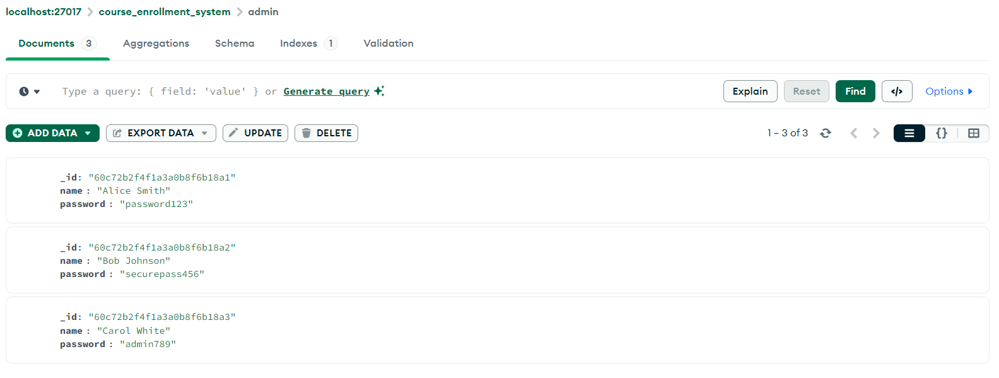 localhost:27017 > course_enrollment_system > admin
Documents 3 Aggregations Schema Indexes 1 Validation
Type a query: { field: 'value' } or Generate query Explain Reset Find </> Options
ADD DATA EXPORT DATA UPDATE DELETE 1 – 3 of 3 {}
_id: "60c72b2f4f1a3a0b8f6b18a1"
name : "Alice Smith"
password : "password123"
_id: "60c72b2f4f1a3a0b8f6b18a2"
name : "Bob Johnson"
password : "securepass456"
_id: "60c72b2f4f1a3a0b8f6b18a3"
name : "Carol White"
password : "admin789"